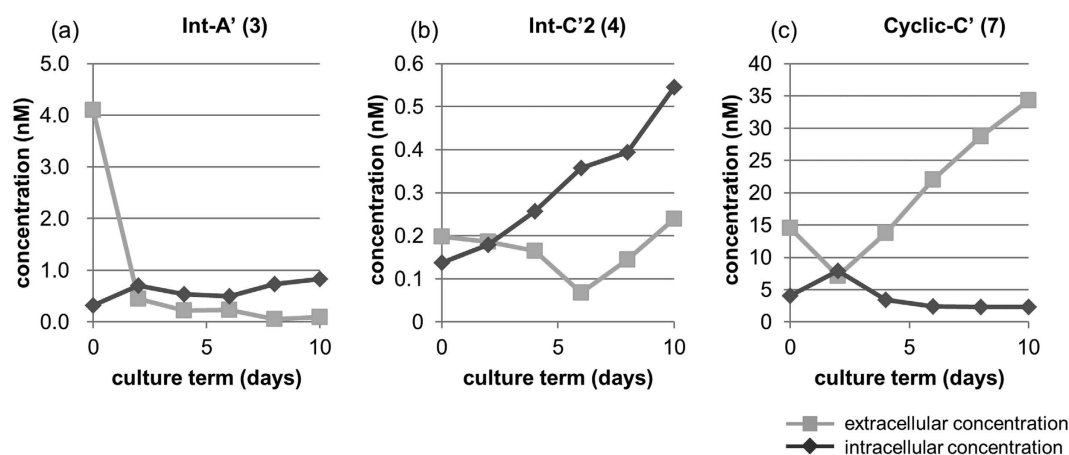 (a) Int-A' (3)
5.0
4.0
3.0
2.0
1.0
0.0
concentration (nM)
0 5 10
culture term (days)
(b) Int-C'2 (4)
0.6
0.5
0.4
0.3
0.2
0.1
0
concentration (nM)
0 5 10
culture term (days)
(c) Cyclic-C' (7)
40
35
30
25
20
15
10
5
0
concentration (nM)
0 5 10
culture term (days)
extracellular concentration
intracellular concentration